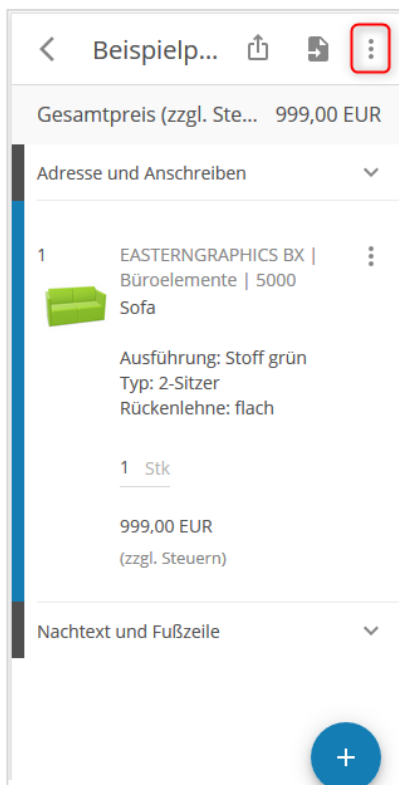 Beispielp...
Gesamtpreis (zzgl. Ste... 999,00 EUR
Adresse und Anschreiben
1 EASTERNGRAPHICS BX |
Büroelemente | 5000
Sofa
Ausführung: Stoff grün
Typ: 2-Sitzer
Rückenlehne: flach
1 Stk
999,00 EUR
(zzgl. Steuern)
Nachtext und Fußzeile
+